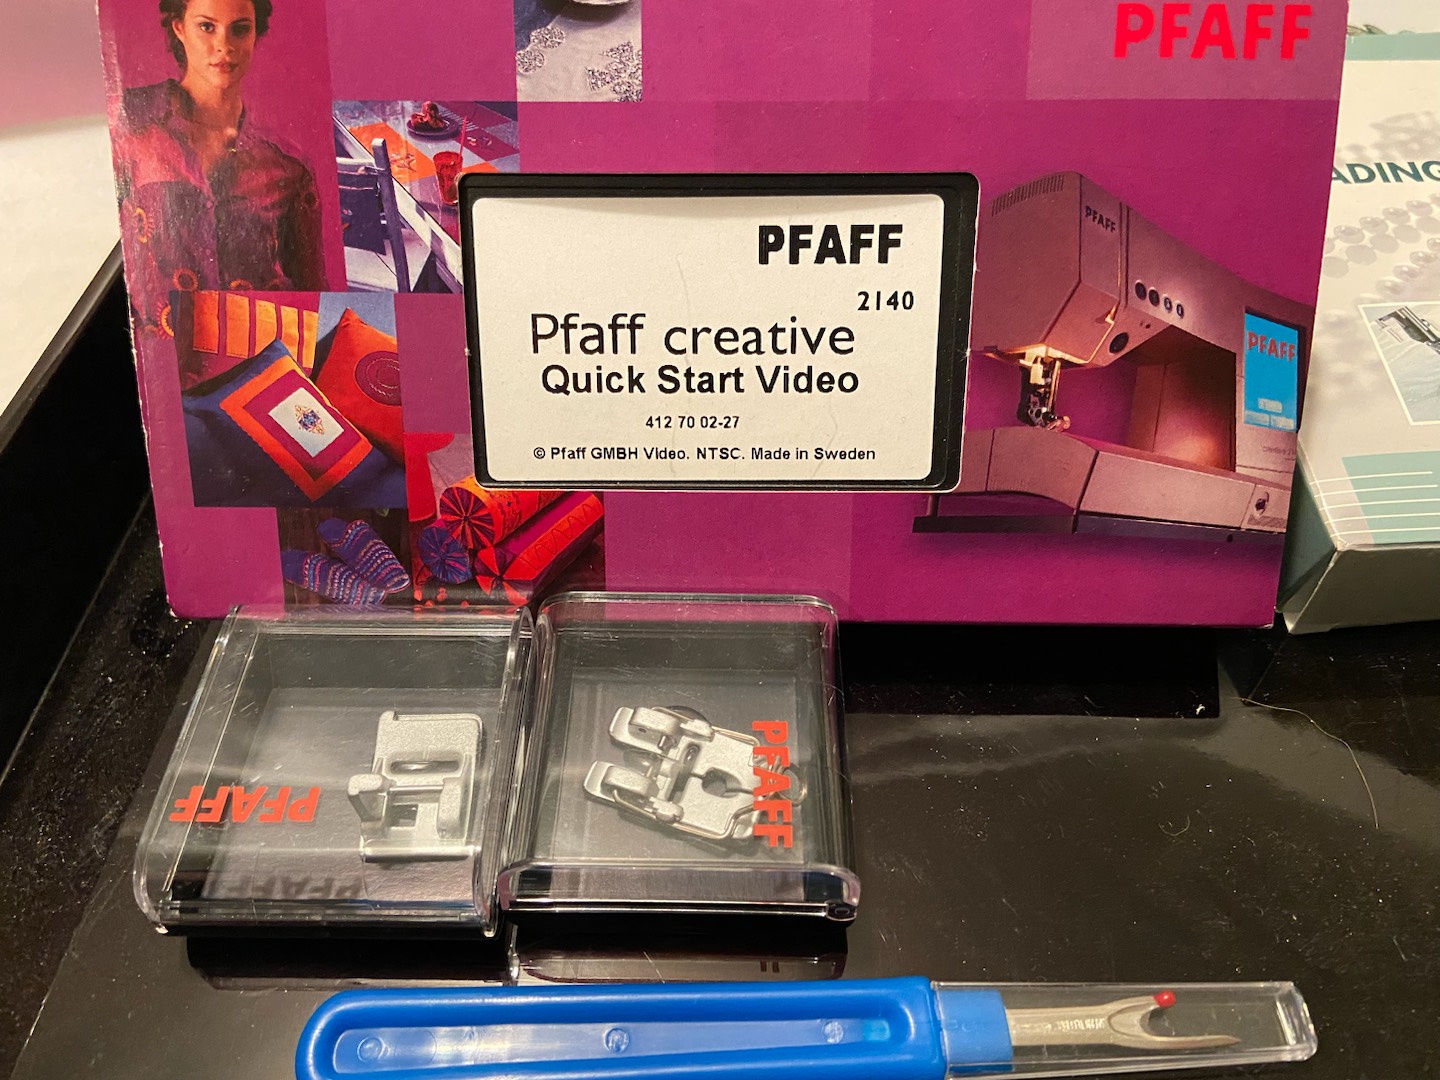 PFAFF
PFAFF
ADING
PFAFF
2140
Pfaff creative
Quick Start Video
412 70 02-27
© Pfaff GMBH Video. NTSC. Made in Sweden
PFAFF
PFAFF
PFAFF